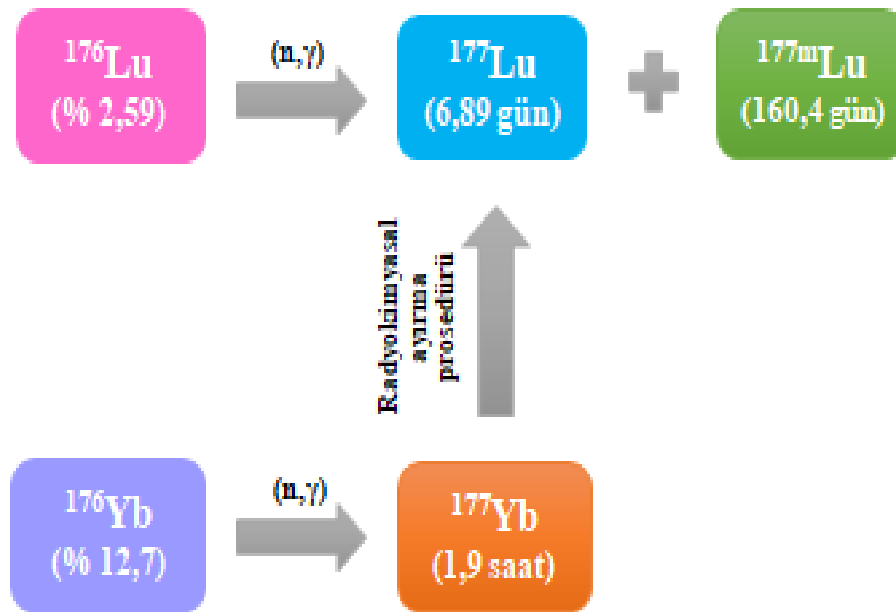 ¹⁷⁶Lu
(% 2,59)
(n,γ)
¹⁷⁷Lu
(6,89 gün)
¹⁷⁷ᵐLu
(160,4 gün)
Radyokimyasal
ayırma
prosedürü
¹⁷⁶Yb
(% 12,7)
(n,γ)
¹⁷⁷Yb
(1,9 saat)